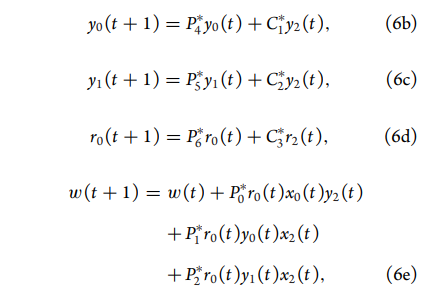 y₀(t + 1) = P₄*y₀(t) + C₁*y₂(t), (6b)
y₁(t + 1) = P₅*y₁(t) + C₂*y₂(t), (6c)
r₀(t + 1) = P₆*r₀(t) + C₃*r₂(t), (6d)
w(t + 1) = w(t) + P₀*r₀(t)x₀(t)y₂(t)
+ P₁*r₀(t)y₀(t)x₂(t)
+ P₂*r₀(t)y₁(t)x₂(t), (6e)